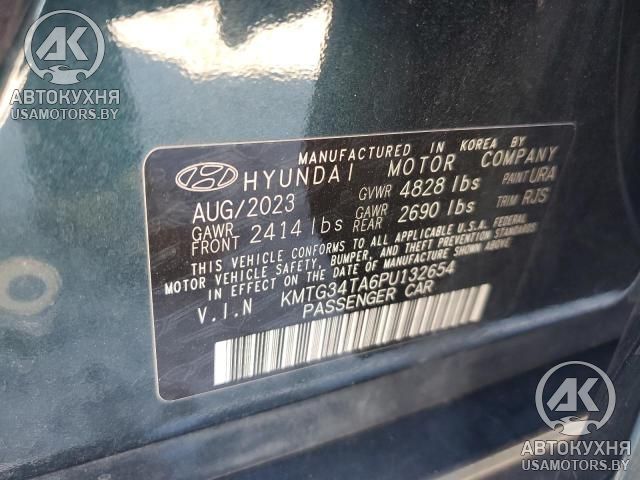 AK
АВТОКУХНЯ
USAMOTORS.BY
MANUFACTURED IN KOREA BY
HYUNDAI MOTOR COMPANY
AUG/2023 GVWR 4828 lbs PAINT URA
GAWR FRONT 2414 lbs GAWR REAR 2690 lbs TRIM RJS
THIS VEHICLE CONFORMS TO ALL APPLICABLE U.S.A. FEDERAL
MOTOR VEHICLE SAFETY, BUMPER, AND THEFT PREVENTION STANDARDS
IN EFFECT ON THE DATE OF MANUFACTURE SHOWN ABOVE.
V.I.N KMTG34TA6PU132654
PASSENGER CAR
AK
АВТОКУХНЯ
USAMOTORS.BY